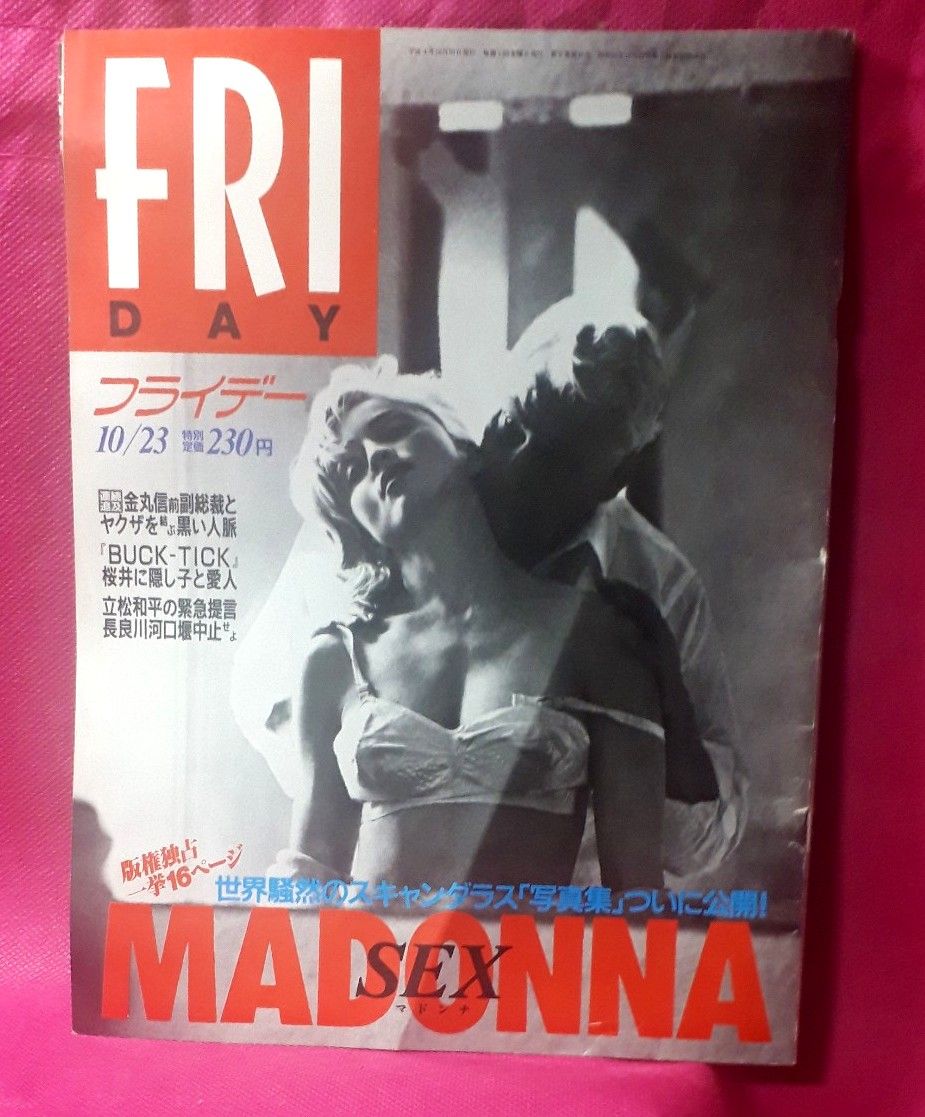 FRI
DAY
フライデー
10/23 特別定価 230円
連続追及 金丸信前副総裁と
ヤクザを結ぶ黒い人脈
『BUCK-TICK』
桜井に隠し子と愛人
立松和平の緊急提言
長良川河口堰中止せよ
版権独占
一挙16ページ
世界騒然のスキャンダラス「写真集」ついに公開!
MADONNA
SEX
マドンナ